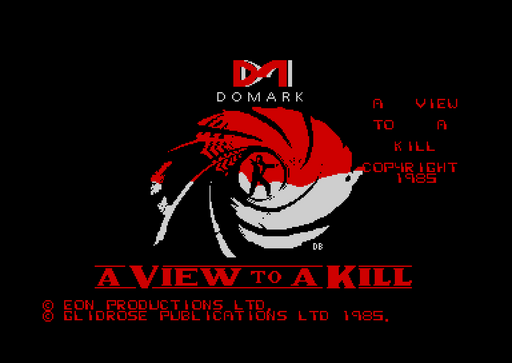 DOMARK
A VIEW
TO A
KILL
COPYRIGHT
1985
DB
A VIEW TO A KILL
© EON PRODUCTIONS LTD.
© GLIDROSE PUBLICATIONS LTD 1985.